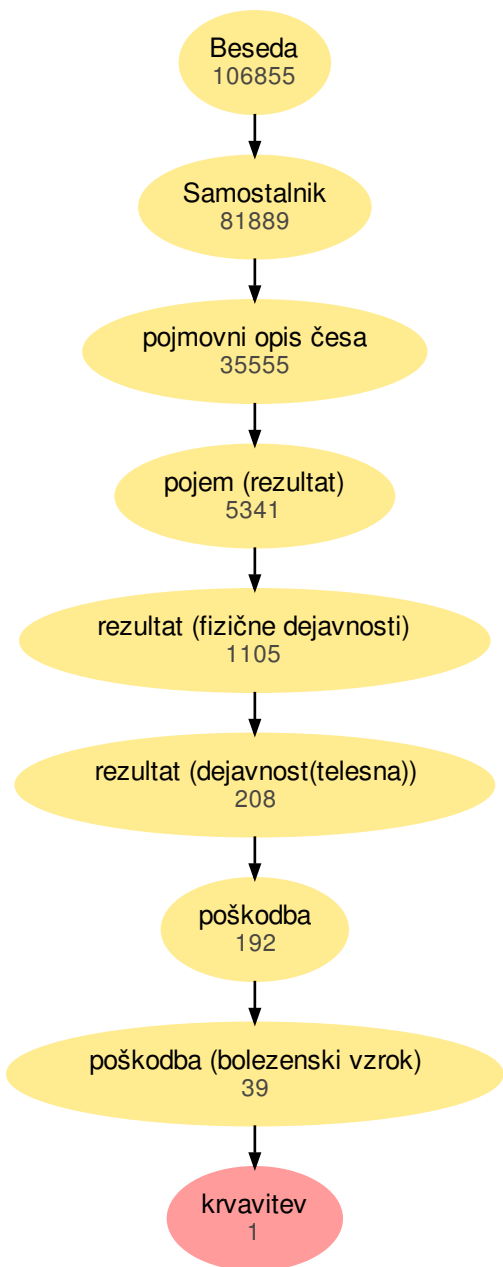 Beseda
106855
Samostalnik
81889
pojmovni opis česa
35555
pojem (rezultat)
5341
rezultat (fizične dejavnosti)
1105
rezultat (dejavnost(telesna))
208
poškodba
192
poškodba (bolezenski vzrok)
39
krvavitev
1